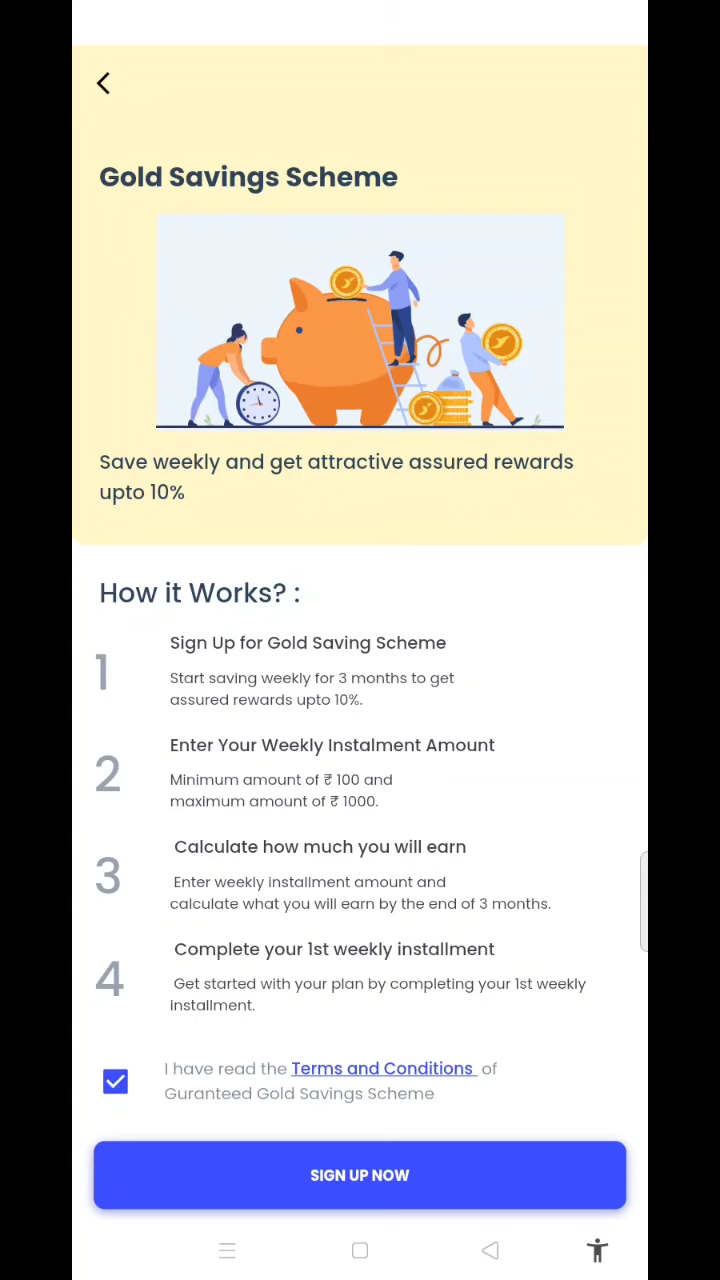 Gold Savings Scheme
Save weekly and get attractive assured rewards
upto 10%
How it Works? :
1
Sign Up for Gold Saving Scheme
Start saving weekly for 3 months to get
assured rewards upto 10%.
2
Enter Your Weekly Instalment Amount
Minimum amount of ₹ 100 and
maximum amount of ₹ 1000.
3
Calculate how much you will earn
Enter weekly installment amount and
calculate what you will earn by the end of 3 months.
4
Complete your 1st weekly installment
Get started with your plan by completing your 1st weekly
installment.
I have read the Terms and Conditions of
Guranteed Gold Savings Scheme
SIGN UP NOW